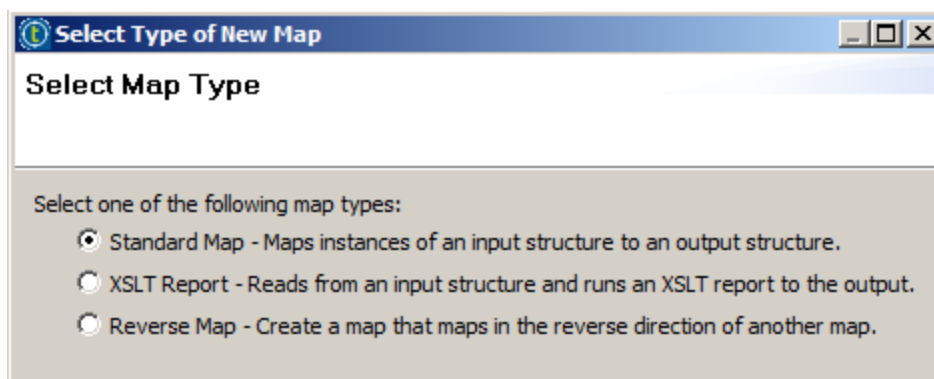 Select Type of New Map
Select Map Type
Select one of the following map types:
Standard Map - Maps instances of an input structure to an output structure.
XSLT Report - Reads from an input structure and runs an XSLT report to the output.
Reverse Map - Create a map that maps in the reverse direction of another map.